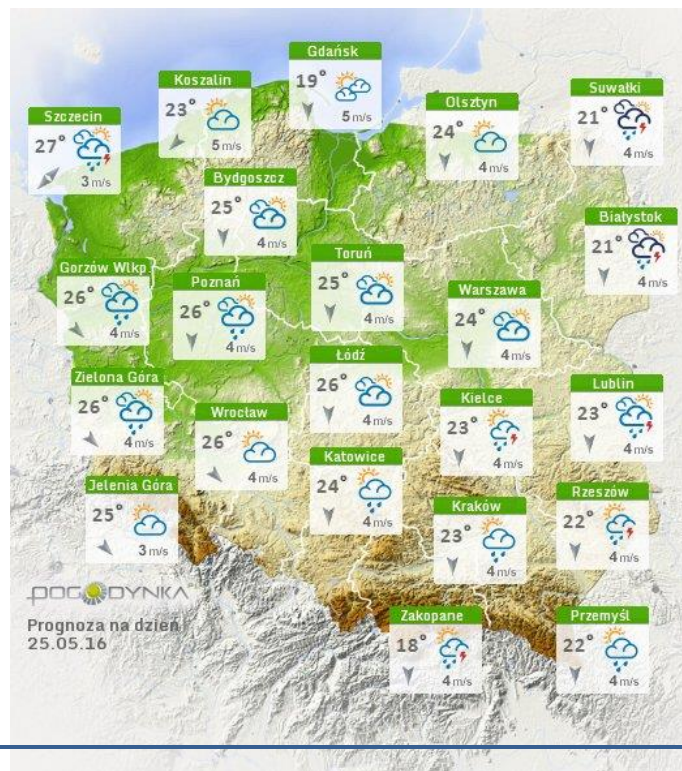 Gdańsk
19°
5 m/s
Koszalin
23°
5 m/s
Suwałki
21°
4 m/s
Olsztyn
24°
4 m/s
Szczecin
27°
3 m/s
Bydgoszcz
25°
4 m/s
Białystok
21°
4 m/s
Toruń
25°
4 m/s
Gorzów Wlkp
26°
4 m/s
Poznań
26°
4 m/s
Warszawa
24°
4 m/s
Łódź
26°
4 m/s
Zielona Góra
26°
4 m/s
Lublin
23°
4 m/s
Kielce
23°
4 m/s
Wrocław
26°
4 m/s
Katowice
24°
4 m/s
Jelenia Góra
25°
3 m/s
Rzeszów
22°
4 m/s
Kraków
23°
4 m/s
POGODYNKA
Prognoza na dzień
25.05.16
Zakopane
18°
4 m/s
Przemyśl
22°
4 m/s